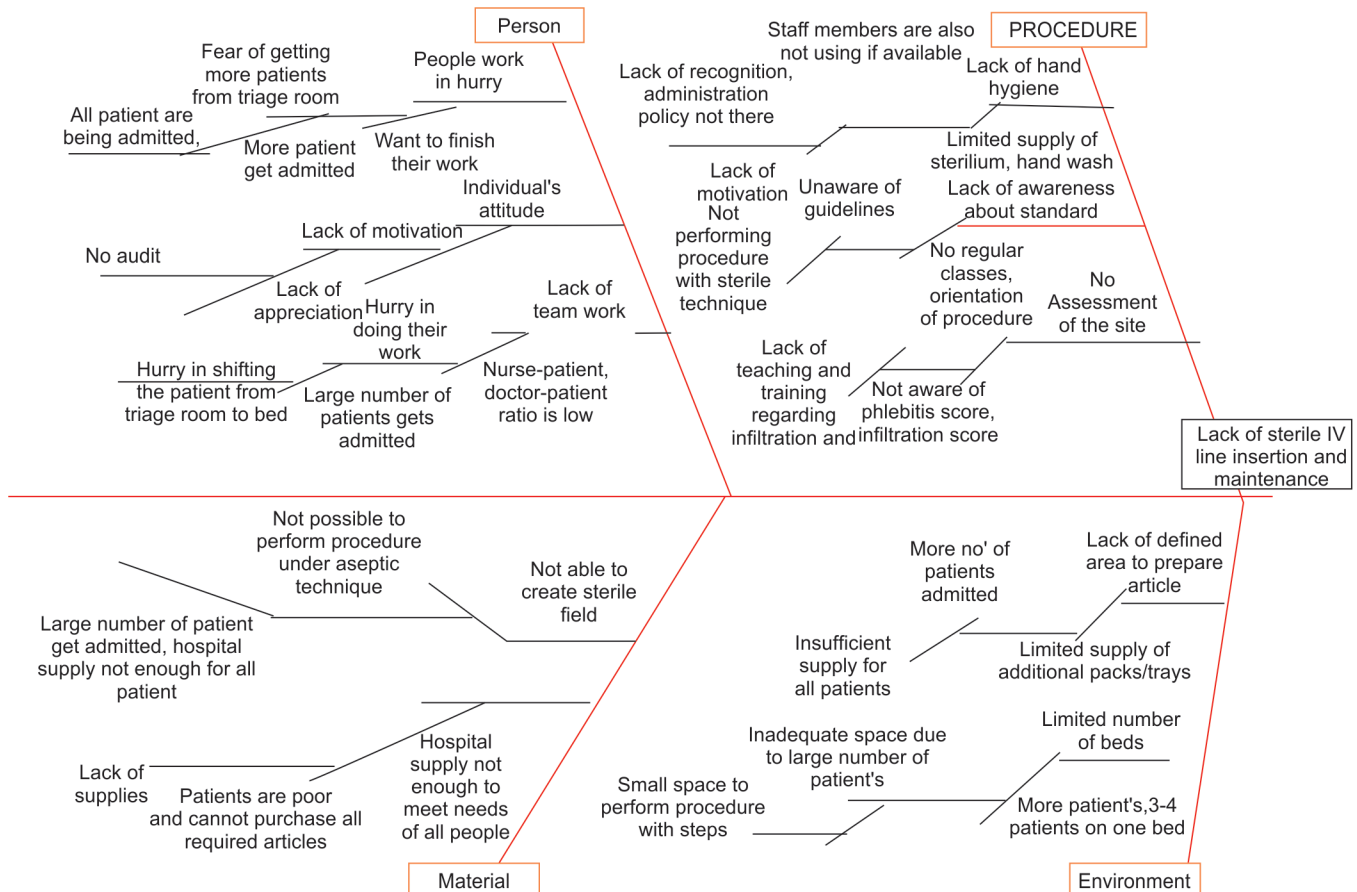 Person
Fear of getting
more patients
from triage room
People work
in hurry
All patient are
being admitted,
More patient
get admitted
Want to finish
their work
Individual's
attitude
Lack of motivation
No audit
Lack of
appreciation
Hurry in
doing their
work
Lack of
team work
Hurry in shifting
the patient from
triage room to bed
Large number of
patients gets
admitted
Nurse-patient,
doctor-patient
ratio is low
PROCEDURE
Staff members are also
not using if available
Lack of recognition,
administration
policy not there
Lack of hand
hygiene
Limited supply of
sterilium, hand wash
Lack of
motivation
Unaware of
guidelines
Lack of awareness
about standard
Not
performing
procedure
with sterile
technique
No regular
classes,
orientation
of procedure
No
Assessment
of the site
Lack of
teaching and
training
regarding
infiltration and
Not aware of
phlebitis score,
infiltration score
Lack of sterile IV
line insertion and
maintenance
Not possible to
perform procedure
under aseptic
technique
Not able to
create sterile
field
Large number of patient
get admitted, hospital
supply not enough for all
patient
Hospital
supply not
enough to
meet needs
of all people
Lack of
supplies
Patients are poor
and cannot purchase all
required articles
Material
More no' of
patients
admitted
Lack of defined
area to prepare
article
Insufficient
supply for
all patients
Limited supply of
additional packs/trays
Limited number
of beds
Inadequate space due
to large number of
patient's
Small space to
perform procedure
with steps
More patient's,3-4
patients on one bed
Environment